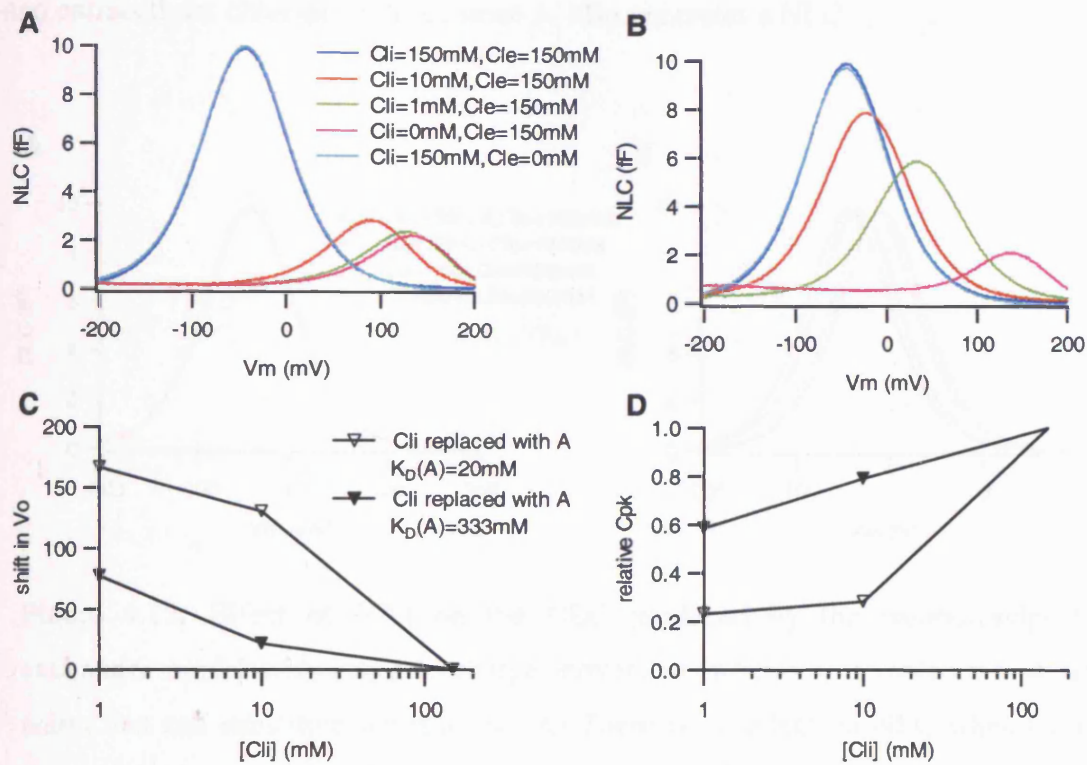 A
10
8
6
4
2
0
NLC (fF)
-200
-100
0
100
200
Vm (mV)
Cli=150mM,Cle=150mM
Cli=10mM,Cle=150mM
Cli=1mM,Cle=150mM
Cli=0mM,Cle=150mM
Cli=150mM,Cle=0mM
B
10
8
6
4
2
0
NLC (fF)
-200
-100
0
100
200
Vm (mV)
C
200
150
100
50
0
shift in Vo
1
10
100
[Cli] (mM)
Cli replaced with A
KD(A)=20mM
Cli replaced with A
KD(A)=333mM
D
1.0
0.8
0.6
0.4
0.2
0.0
relative Cpk
1
10
100
[Cli] (mM)